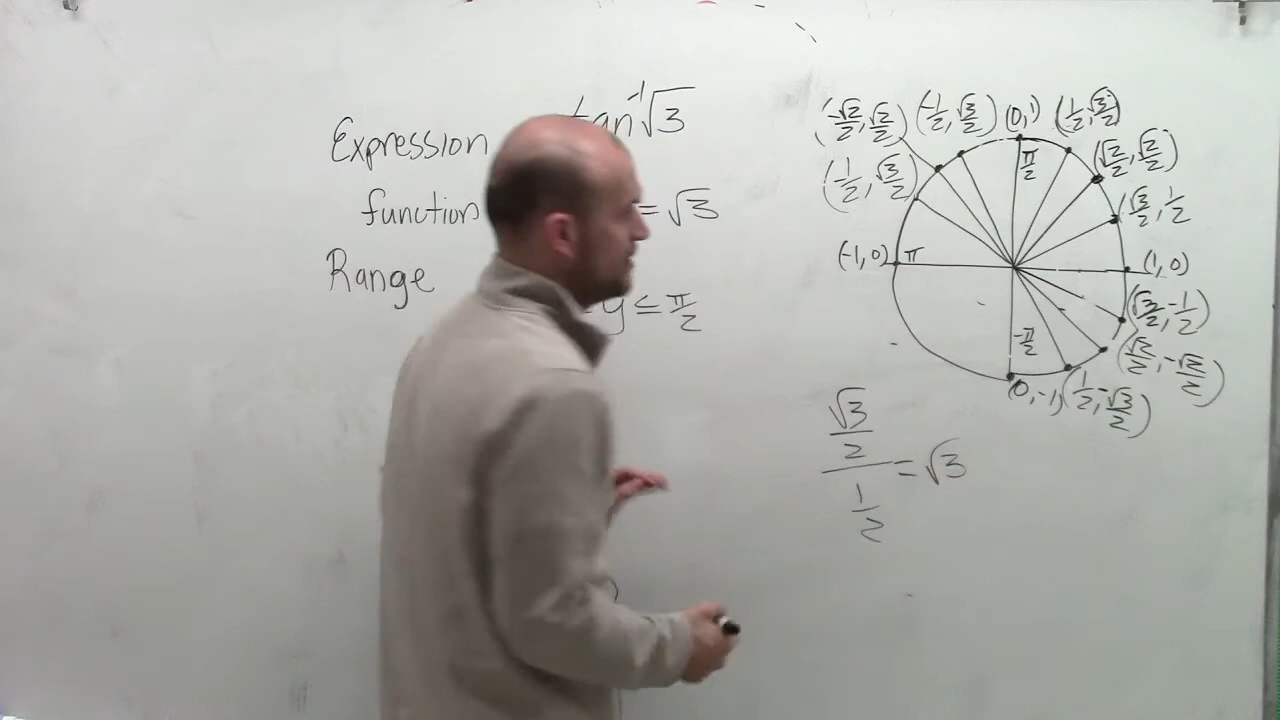 Expression tan⁻¹√3
function = √3
Range
y ≤ π/2
(-√2/2, √2/2) (-1/2, √3/2) (0, 1) (1/2, √3/2)
(√2/2, √2/2)
(1/2, √3/2)
π/2
(√3/2, 1/2
(-1, 0) π (1, 0)
(√3/2, -1/2)
-π/2
(√2/2, -√2/2)
(0, -1) (1/2, -√3/2)
√3/2 / 1/2 = √3